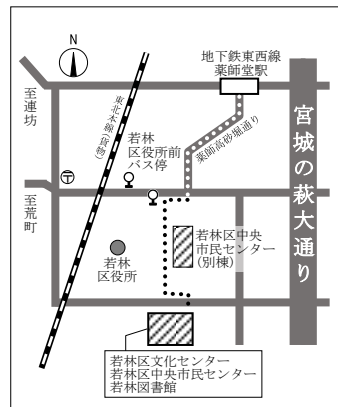 N
地下鉄東西線
薬師堂駅
至連坊
東北本線(貨物)
宮城の萩大通り
薬師高砂堀通り
若林
区役所前
バス停
〒
至荒町
若林区中央
市民センター
(別棟)
若林
区役所
若林区文化センター
若林区中央市民センター
若林図書館